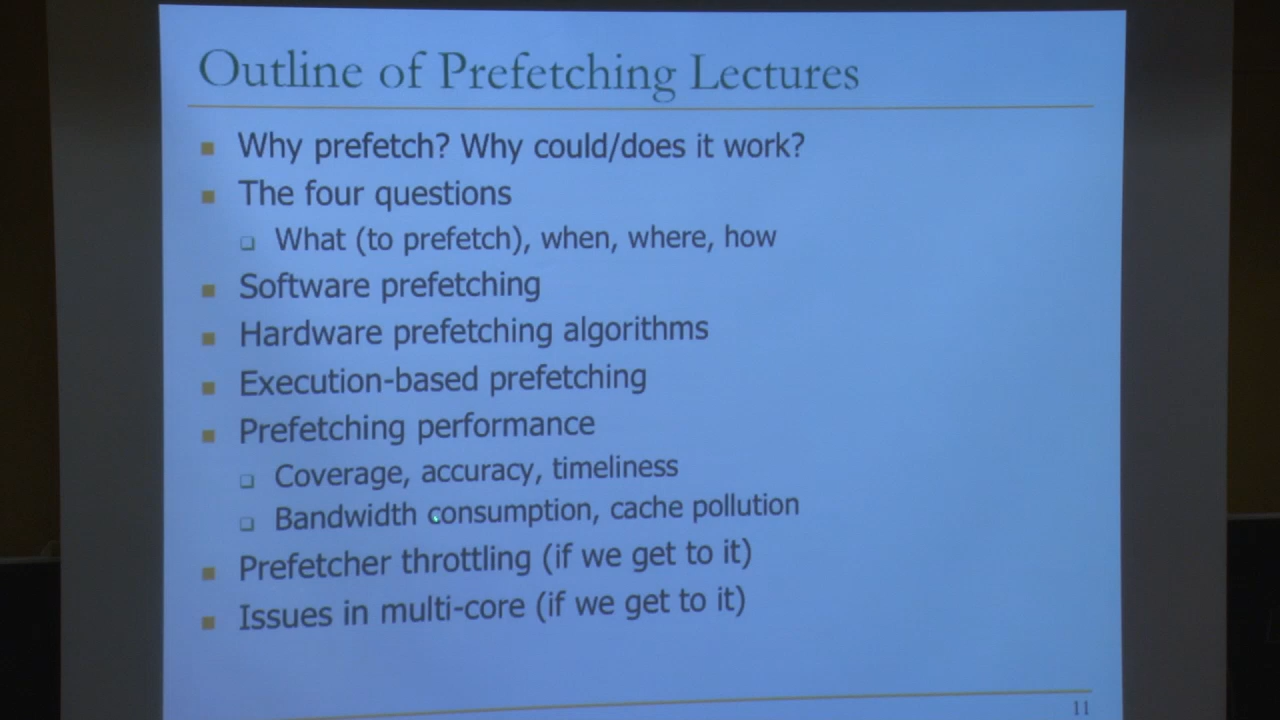 Outline of Prefetching Lectures
Why prefetch? Why could/does it work?
The four questions
What (to prefetch), when, where, how
Software prefetching
Hardware prefetching algorithms
Execution-based prefetching
Prefetching performance
Coverage, accuracy, timeliness
Bandwidth consumption, cache pollution
Prefetcher throttling (if we get to it)
Issues in multi-core (if we get to it)
11